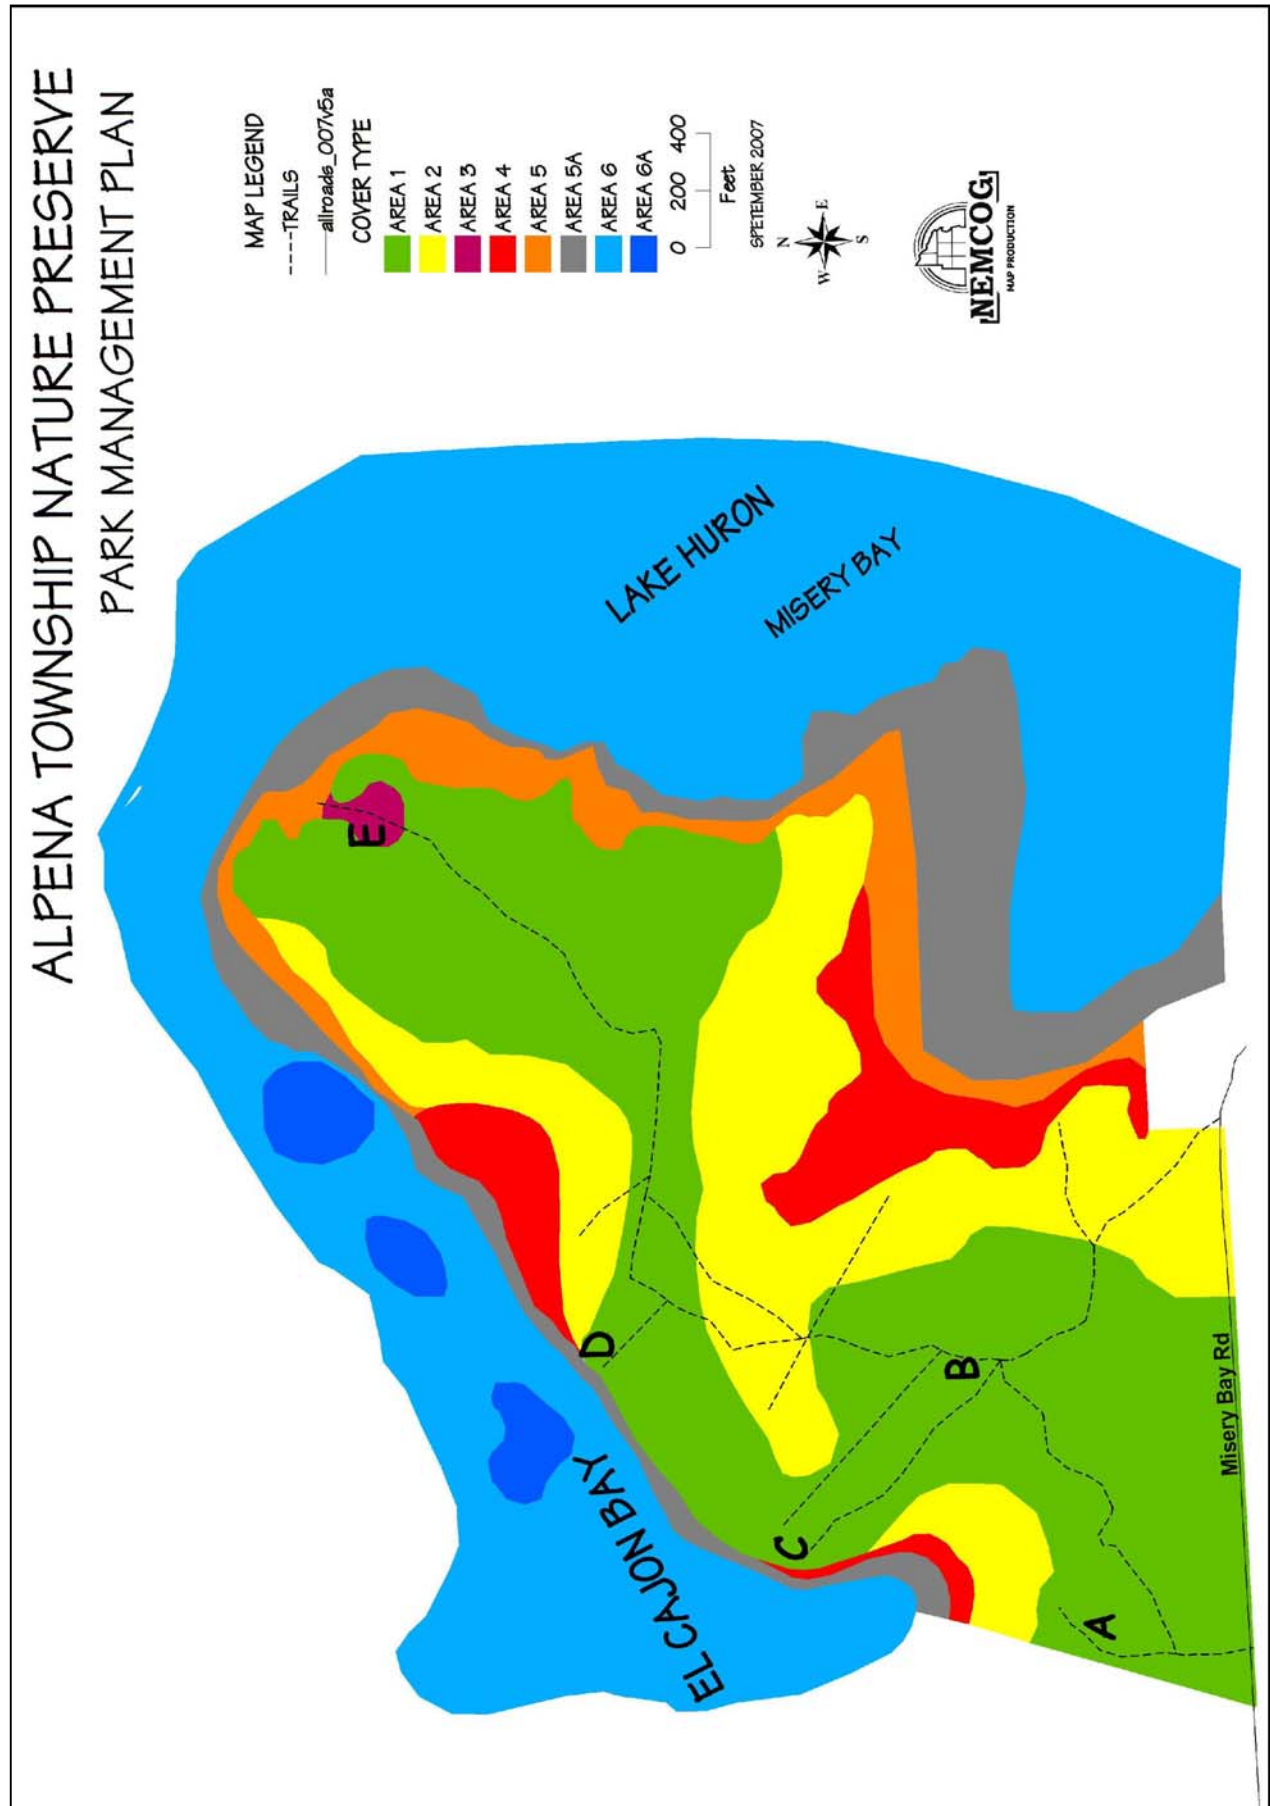 ALPENA TOWNSHIP NATURE PRESERVE
PARK MANAGEMENT PLAN
MAP LEGEND
TRAILS
allroads_007v5a
COVER TYPE
AREA 1
AREA 2
AREA 3
AREA 4
AREA 5
AREA 5A
AREA 6
AREA 6A
0 200 400
Feet
SPETEMBER 2007
N
W E
S
NEMCOG
MAP PRODUCTION
LAKE HURON
MISERY BAY
EL CAJON BAY
E
D
C
B
A
Misery Bay Rd